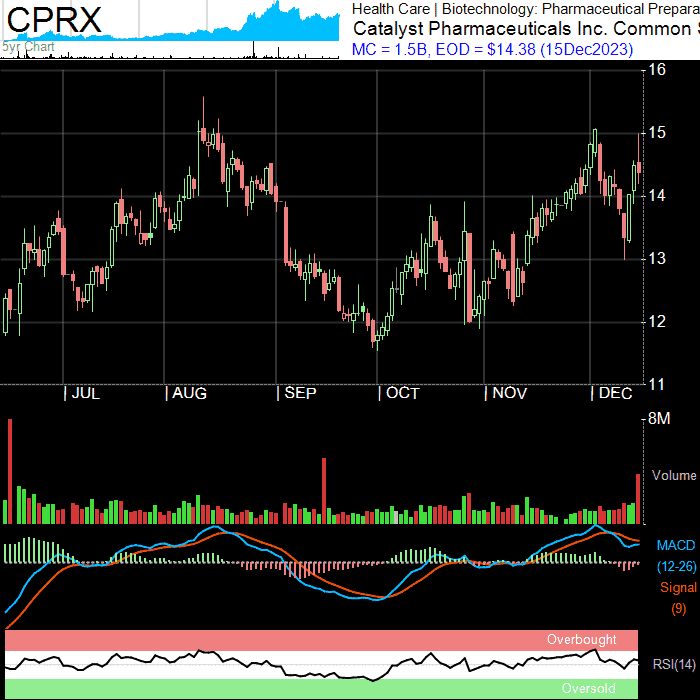 CPRX
5yr Chart
Health Care | Biotechnology: Pharmaceutical Prepara
Catalyst Pharmaceuticals Inc. Common S
MC = 1.5B, EOD = $14.38 (15Dec2023)
16
15
14
13
12
11
| JUL | AUG | SEP | OCT | NOV | DEC
8M
Volume
MACD
(12-26)
Signal
(9)
Overbought
RSI(14)
Oversold